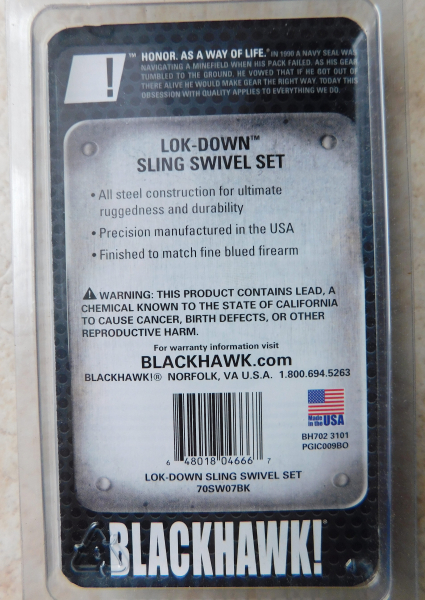 ! ™ HONOR. AS A WAY OF LIFE.® IN 1990 A NAVY SEAL WAS
NAVIGATING A MINEFIELD WHEN HIS PACK FAILED. AS HIS GEAR
TUMBLED TO THE GROUND, HE VOWED THAT IF HE GOT OUT OF
THERE ALIVE HE WOULD MAKE GEAR THE RIGHT WAY. TODAY THIS
OBSESSION WITH QUALITY APPLIES TO EVERYTHING WE DO.
LOK-DOWN™
SLING SWIVEL SET
• All steel construction for ultimate
ruggedness and durability
• Precision manufactured in the USA
• Finished to match fine blued firearm
WARNING: THIS PRODUCT CONTAINS LEAD, A
CHEMICAL KNOWN TO THE STATE OF CALIFORNIA
TO CAUSE CANCER, BIRTH DEFECTS, OR OTHER
REPRODUCTIVE HARM.
For warranty information visit
BLACKHAWK.com
BLACKHAWK!® NORFOLK, VA U.S.A. 1.800.694.5263
Made
in the USA
BH702 3101
PGIC009BO
6 48018 04666 7
LOK-DOWN SLING SWIVEL SET
70SW07BK
BLACKHAWK!®